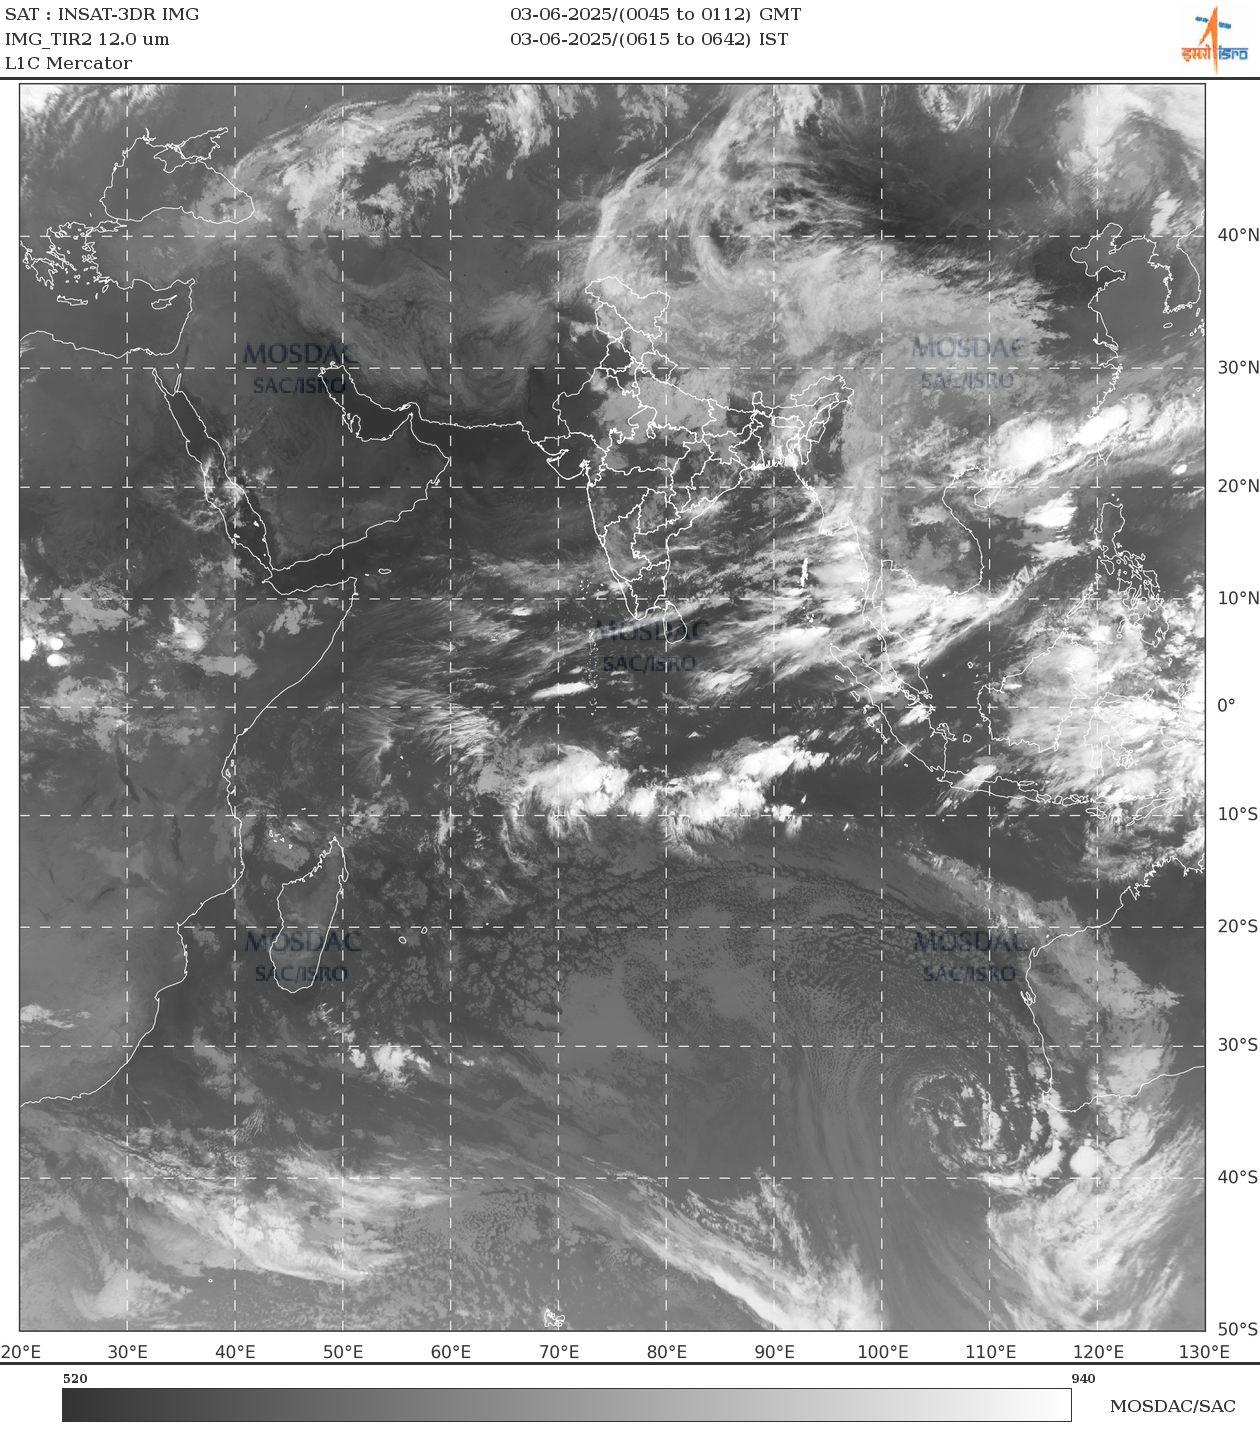 SAT : INSAT-3DR IMG
IMG_TIR2 12.0 um
L1C Mercator
03-06-2025/(0045 to 0112) GMT
03-06-2025/(0615 to 0642) IST
इसरो isro
40°N
MOSDAC
SAC/ISRO
MOSDAC
SAC/ISRO
30°N
20°N
10°N
MOSDAC
SAC/ISRO
0°
10°S
20°S
MOSDAC
SAC/ISRO
MOSDAC
SAC/ISRO
30°S
40°S
50°S
20°E 30°E 40°E 50°E 60°E 70°E 80°E 90°E 100°E 110°E 120°E 130°E
520 940
MOSDAC/SAC